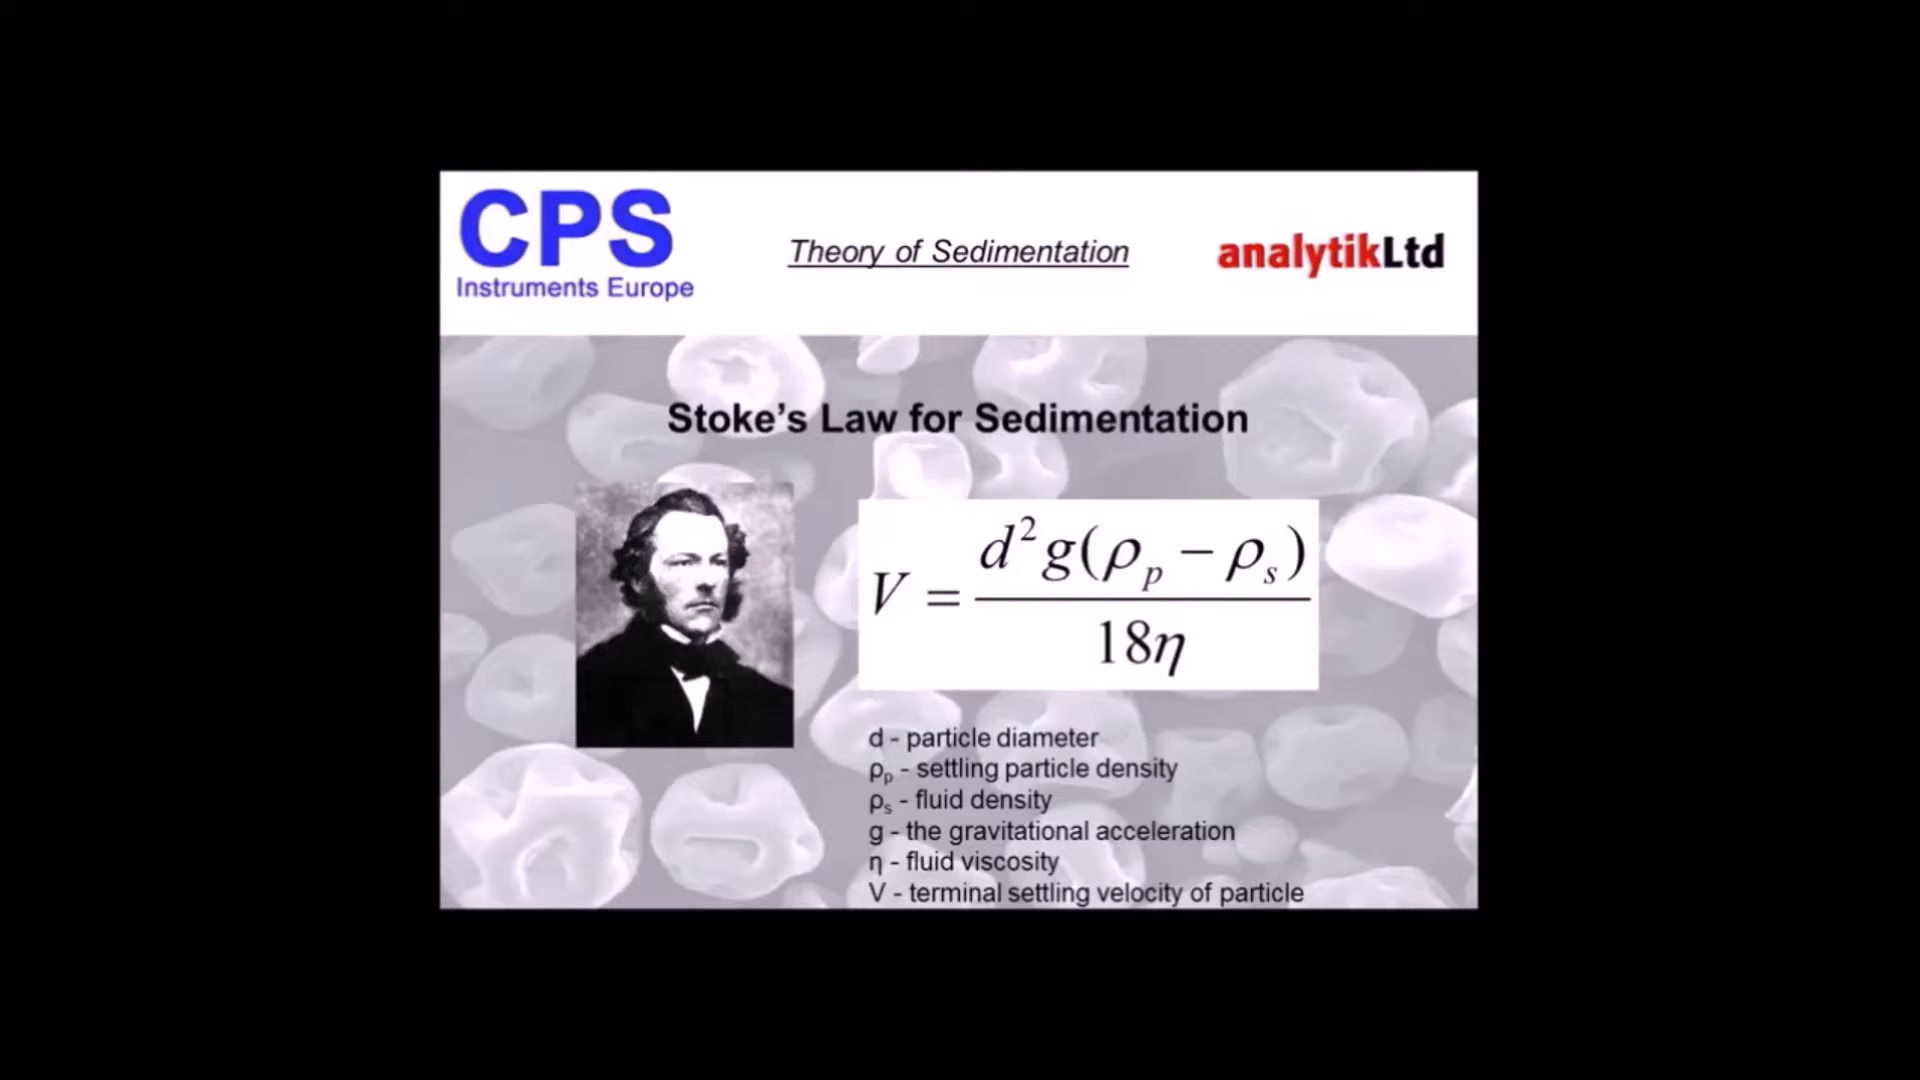 CPS
Instruments Europe
Theory of Sedimentation
analytikLtd
Stoke's Law for Sedimentation
V = d²g(ρₚ − ρₛ) / 18η
d - particle diameter
ρₚ - settling particle density
ρₛ - fluid density
g - the gravitational acceleration
η - fluid viscosity
V - terminal settling velocity of particle